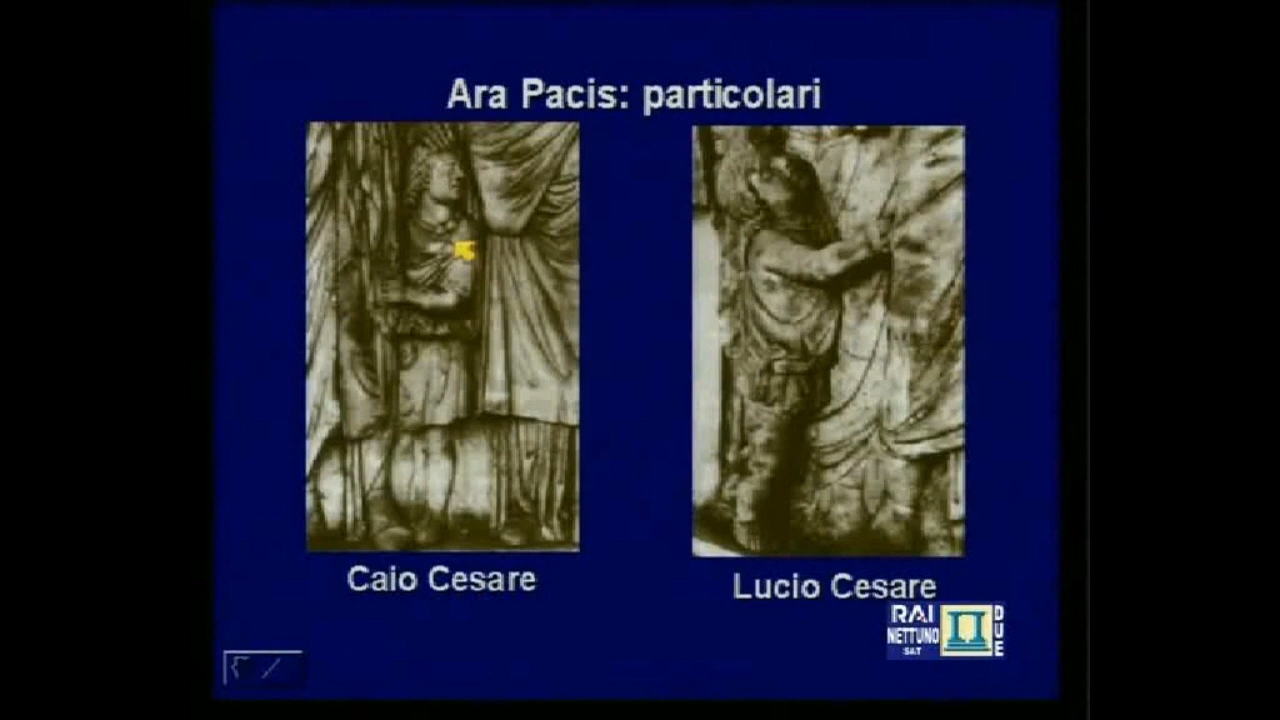 Ara Pacis: particolari
Caio Cesare
Lucio Cesare
RAI
NETTUNO
SAT
DUE